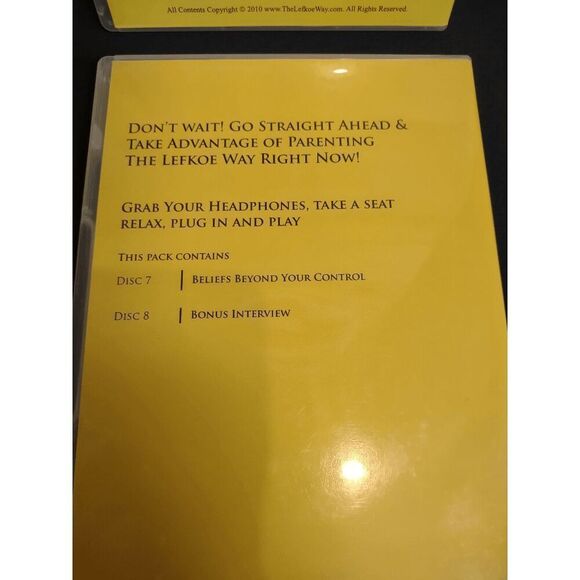 All Contents Copyright © 2010 www.TheLefkoeWay.com. All Rights Reserved.
Don't wait! Go Straight Ahead &
Take Advantage of Parenting
The Lefkoe Way Right Now!
Grab Your Headphones, take a seat
relax, plug in and play
This pack contains
Disc 7 | Beliefs Beyond Your Control
Disc 8 | Bonus Interview